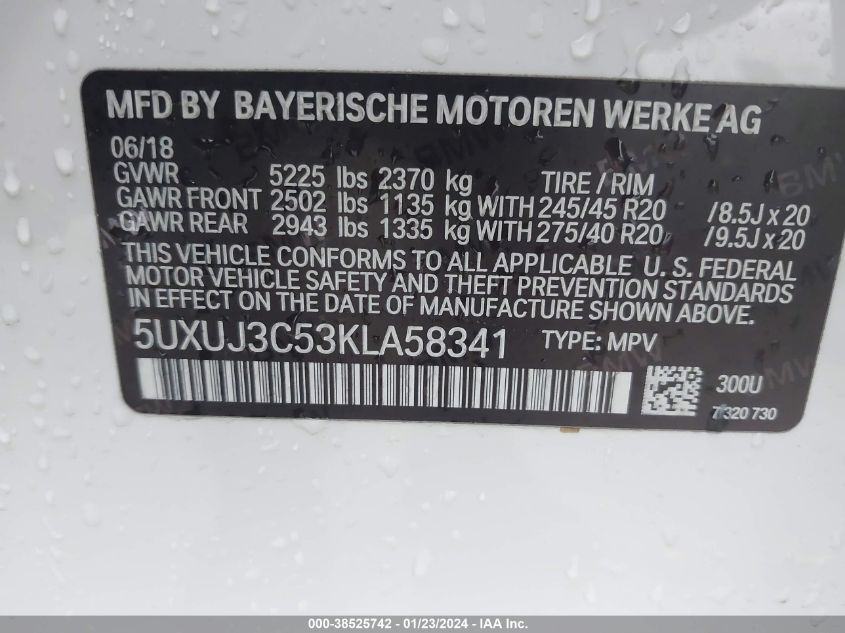 MFD BY BAYERISCHE MOTOREN WERKE AG
06/18
GVWR 5225 lbs 2370 kg TIRE / RIM
GAWR FRONT 2502 lbs 1135 kg WITH 245/45 R20 /8.5J x 20
GAWR REAR 2943 lbs 1335 kg WITH 275/40 R20 /9.5J x 20
THIS VEHICLE CONFORMS TO ALL APPLICABLE U. S. FEDERAL
MOTOR VEHICLE SAFETY AND THEFT PREVENTION STANDARDS
IN EFFECT ON THE DATE OF MANUFACTURE SHOWN ABOVE.
5UXUJ3C53KLA58341 TYPE: MPV
300U
7 320 730
000-38525742 - 01/23/2024 - IAA, Inc.